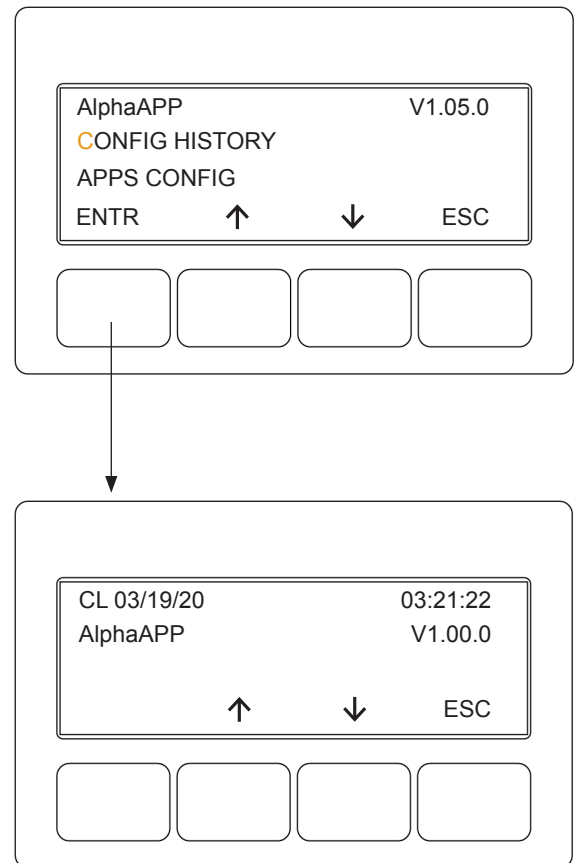 AlphaAPP V1.05.0
CONFIG HISTORY
APPS CONFIG
ENTR ↑ ↓ ESC
CL 03/19/20 03:21:22
AlphaAPP V1.00.0
↑ ↓ ESC